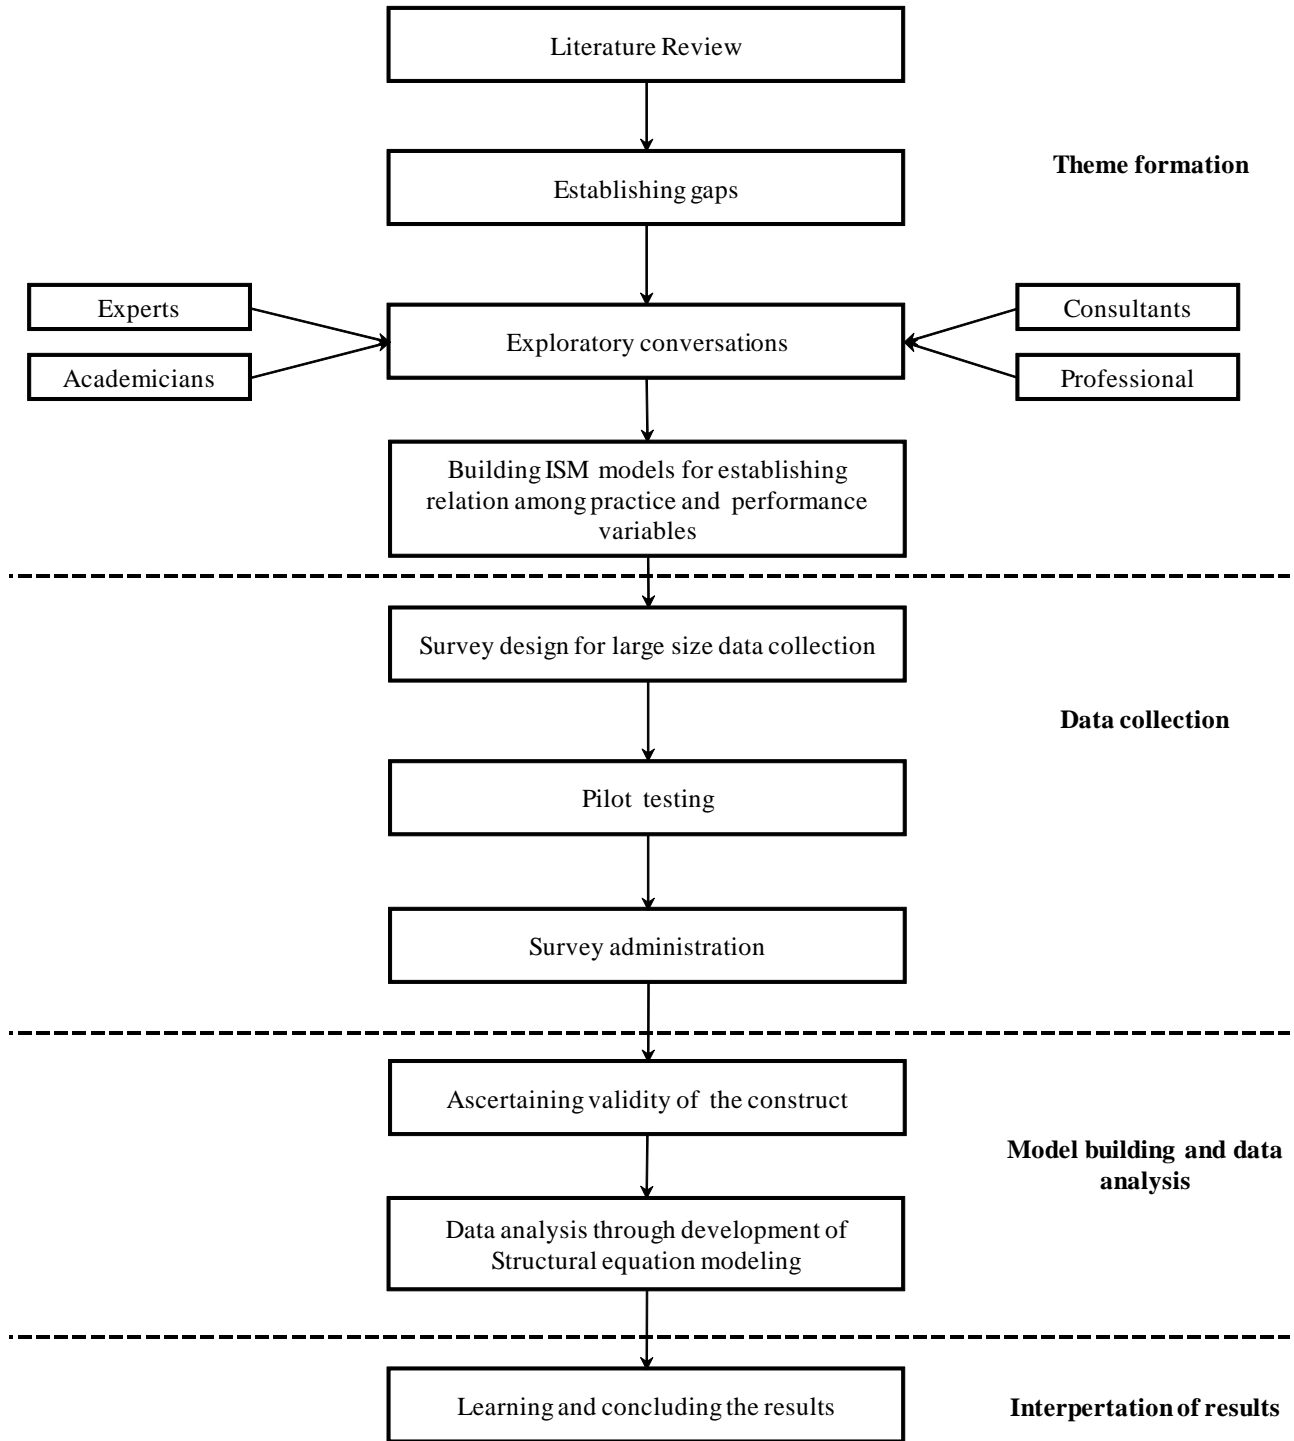 Literature Review
Theme formation
Establishing gaps
Experts
Consultants
Exploratory conversations
Academicians
Professional
Building ISM models for establishing
relation among practice and performance
variables
Survey design for large size data collection
Data collection
Pilot testing
Survey administration
Ascertaining validity of the construct
Model building and data
analysis
Data analysis through development of
Structural equation modeling
Learning and concluding the results
Interpertation of results